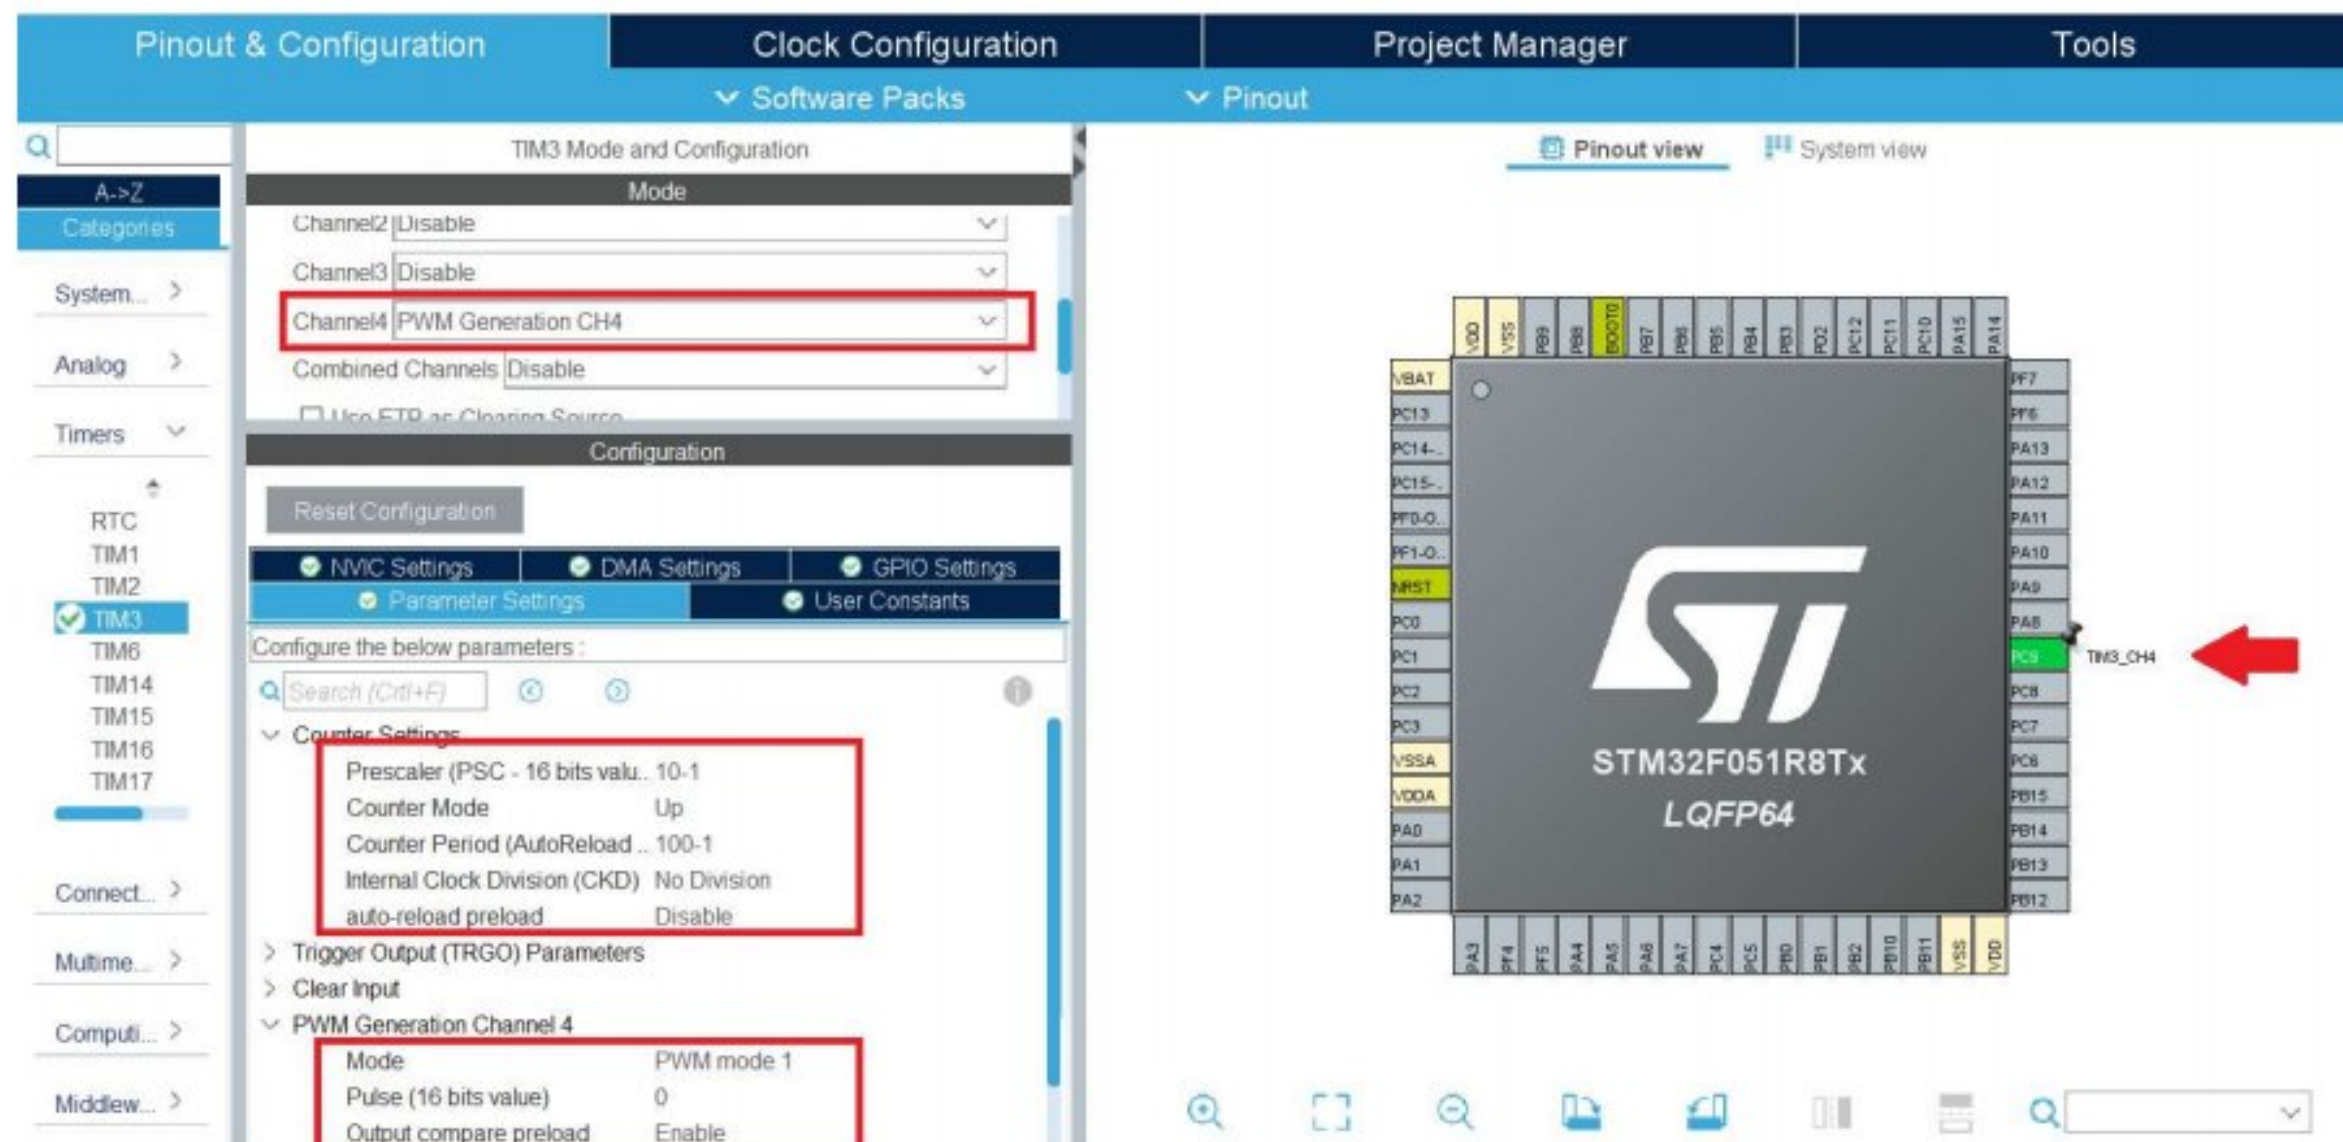 Pinout & Configuration
Clock Configuration
Project Manager
Tools
Software Packs
Pinout
TIM3 Mode and Configuration
Pinout view
System view
A->Z
Categories
System...
Analog
Timers
RTC
TIM1
TIM2
TIM3
TIM6
TIM14
TIM15
TIM16
TIM17
Connect...
Multime...
Computi...
Middlew...
Mode
Channel2 Disable
Channel3 Disable
Channel4 PWM Generation CH4
Combined Channels Disable
Use ETR as Clearing Source
Configuration
Reset Configuration
NVIC Settings
DMA Settings
GPIO Settings
Parameter Settings
User Constants
Configure the below parameters :
Search (Crtl+F)
Counter Settings
Prescaler (PSC - 16 bits valu.. 10-1
Counter Mode Up
Counter Period (AutoReload .. 100-1
Internal Clock Division (CKD) No Division
auto-reload preload Disable
Trigger Output (TRGO) Parameters
Clear Input
PWM Generation Channel 4
Mode PWM mode 1
Pulse (16 bits value) 0
Output compare preload Enable
VDD
VSS
PB9
PB8
BOOT0
PB7
PB6
PB5
PB4
PB3
PD2
PC12
PC11
PC10
PA15
PA14
VBAT
PC13
PC14-..
PC15-..
PF0-O..
PF1-O..
NRST
PC0
PC1
PC2
PC3
VSSA
VDDA
PA0
PA1
PA2
STM32F051R8Tx
LQFP64
PF7
PF6
PA13
PA12
PA11
PA10
PA9
PA8
PC9
TIM3_CH4
PC8
PC7
PC6
PB15
PB14
PB13
PB12
PA3
PF4
PF5
PA4
PA5
PA6
PA7
PC4
PC5
PB0
PB1
PB2
PB10
PB11
VSS
VDD